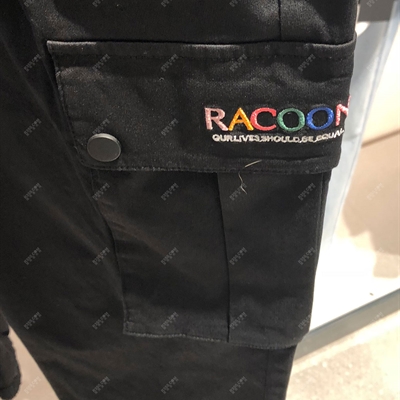 RACOON
OUR LIVES SHOULD BE EQUAL